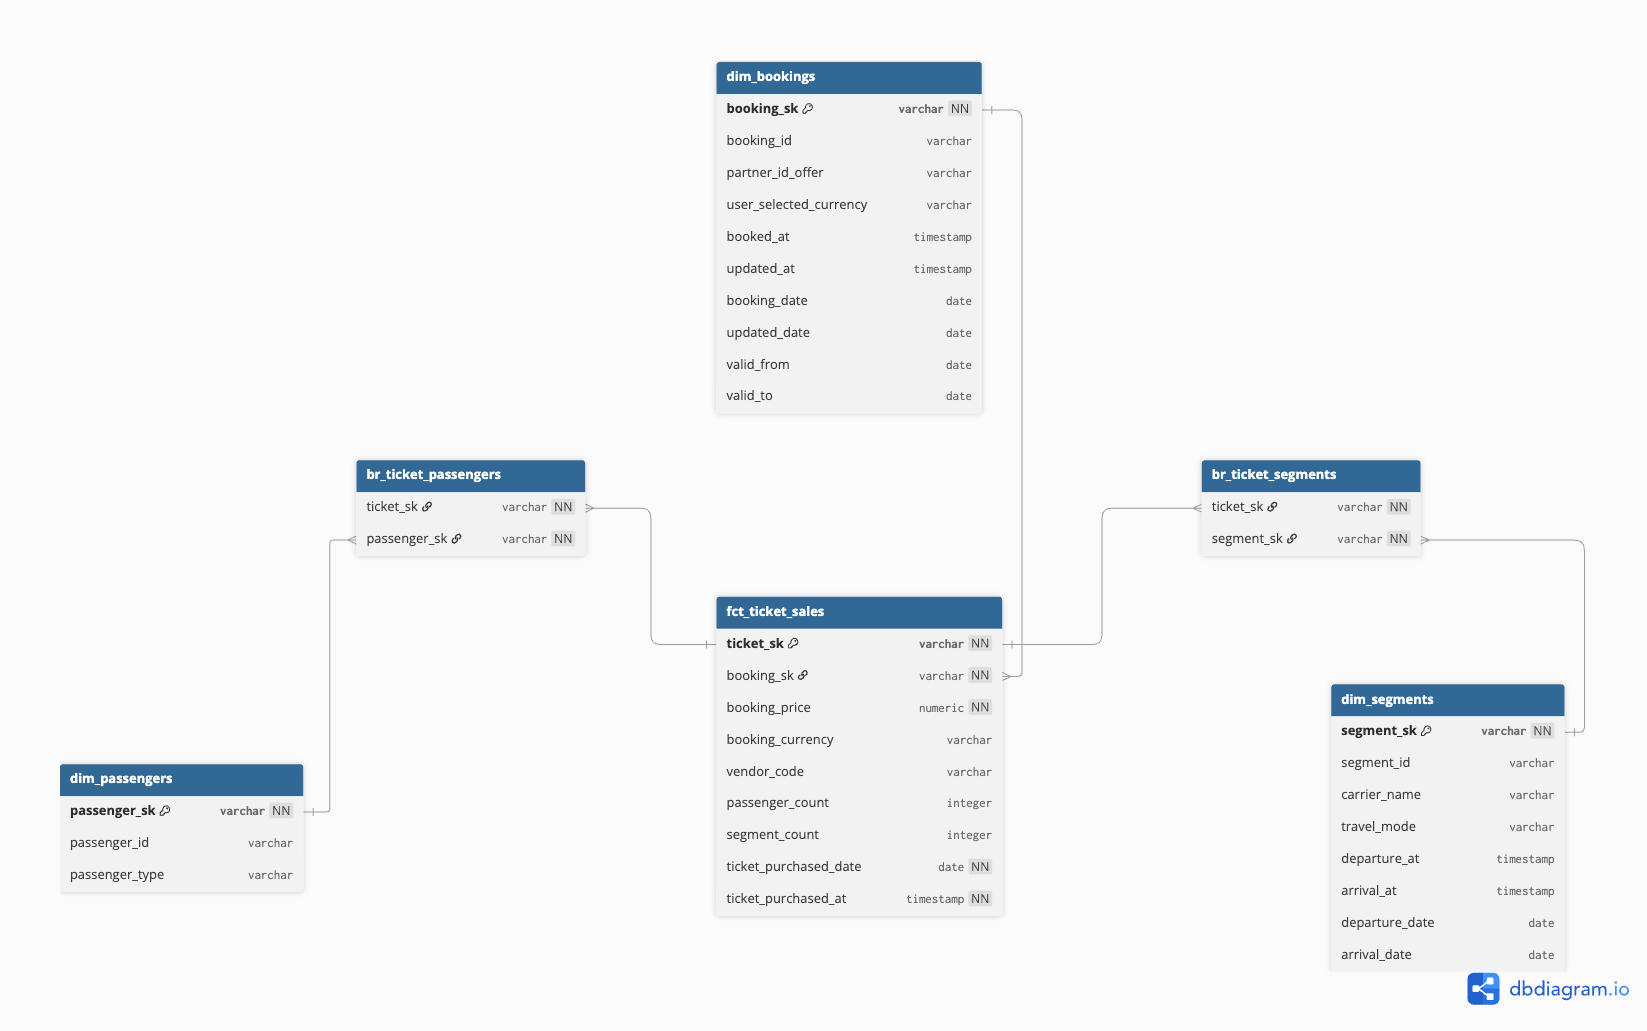 dim_bookings
booking_sk varchar NN
booking_id varchar
partner_id_offer varchar
user_selected_currency varchar
booked_at timestamp
updated_at timestamp
booking_date date
updated_date date
valid_from date
valid_to date
br_ticket_passengers
ticket_sk varchar NN
passenger_sk varchar NN
br_ticket_segments
ticket_sk varchar NN
segment_sk varchar NN
fct_ticket_sales
ticket_sk varchar NN
booking_sk varchar NN
booking_price numeric NN
booking_currency varchar
vendor_code varchar
passenger_count integer
segment_count integer
ticket_purchased_date date NN
ticket_purchased_at timestamp NN
dim_segments
segment_sk varchar NN
segment_id varchar
carrier_name varchar
travel_mode varchar
departure_at timestamp
arrival_at timestamp
departure_date date
arrival_date date
dim_passengers
passenger_sk varchar NN
passenger_id varchar
passenger_type varchar
dbdiagram.io